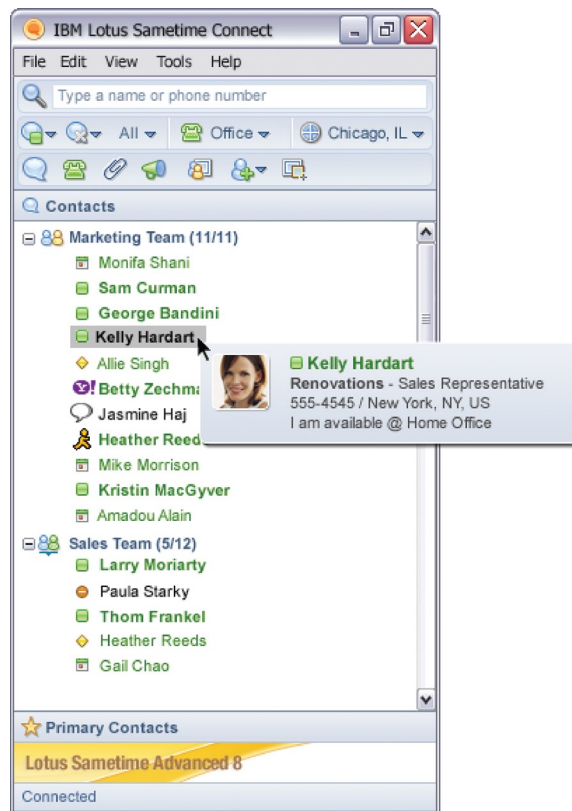 IBM Lotus Sametime Connect
File Edit View Tools Help
Type a name or phone number
All Office Chicago, IL
Contacts
Marketing Team (11/11)
Monifa Shani
Sam Curman
George Bandini
Kelly Hardart
Allie Singh
Betty Zechma
Jasmine Haj
Heather Reeds
Mike Morrison
Kristin MacGyver
Amadou Alain
Kelly Hardart
Renovations - Sales Representative
555-4545 / New York, NY, US
I am available @ Home Office
Sales Team (5/12)
Larry Moriarty
Paula Starky
Thom Frankel
Heather Reeds
Gail Chao
Primary Contacts
Lotus Sametime Advanced 8
Connected